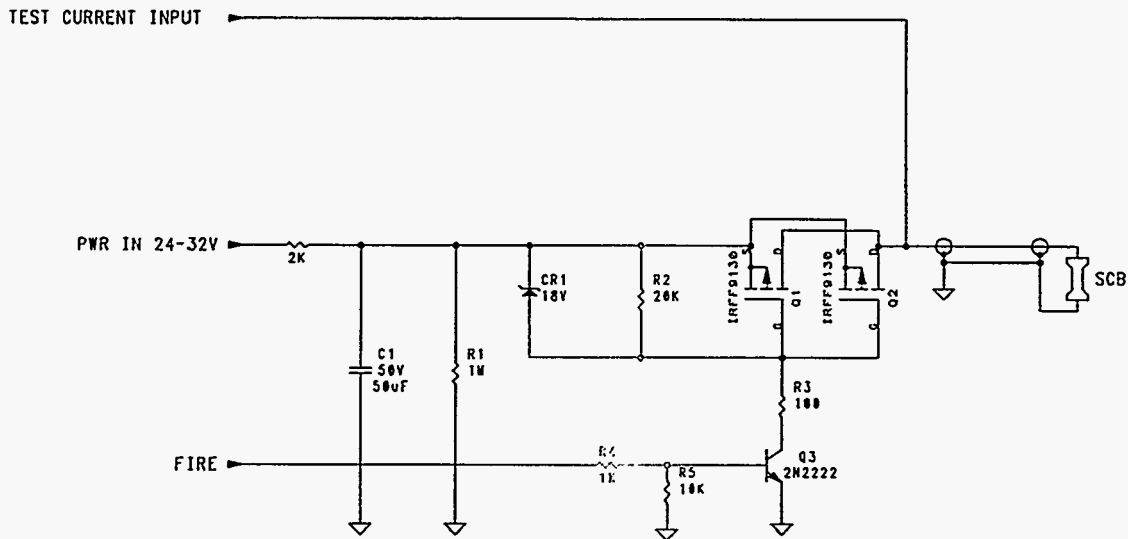 TEST CURRENT INPUT
PWR IN 24-32V
2K
CR1
18V
R2
20K
IRFF9130
S
D
Q1
G
IRFF9130
S
D
Q2
G
SCB
C1
50V
50uF
R1
1M
R3
100
FIRE
R4
1K
R5
10K
Q3
2N2222